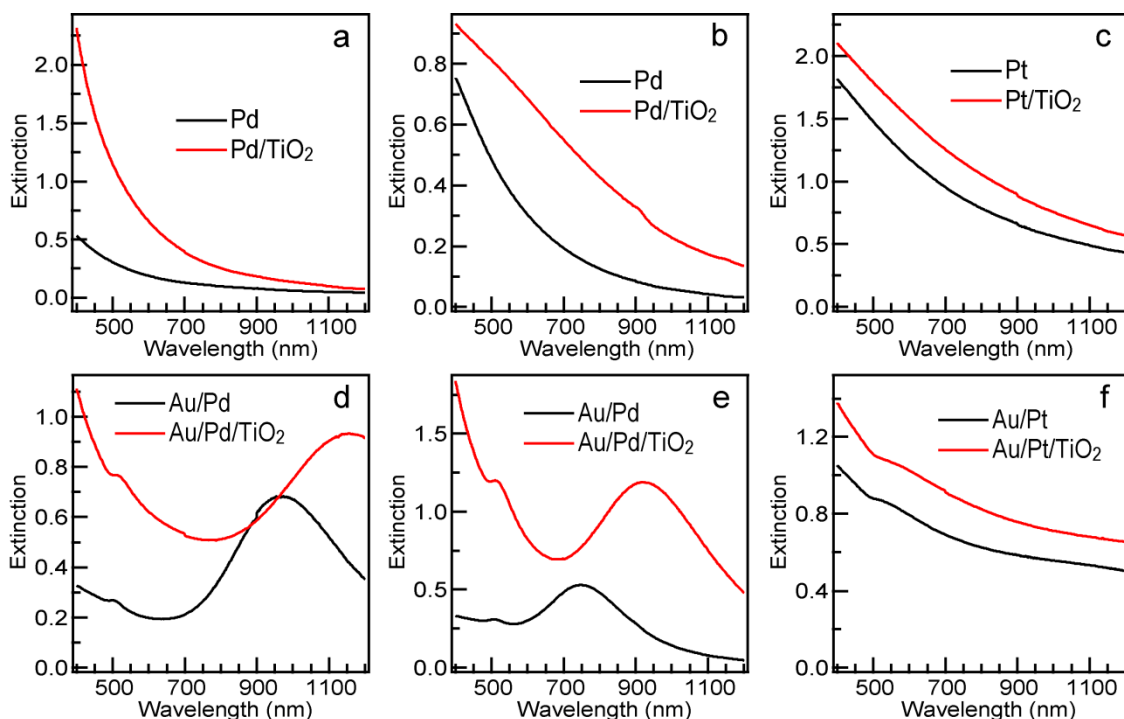 a
Pd
Pd/TiO₂
2.0
1.5
1.0
0.5
0.0
Extinction
500 700 900 1100
Wavelength (nm)
b
Pd
Pd/TiO₂
0.8
0.6
0.4
0.2
0.0
Extinction
500 700 900 1100
Wavelength (nm)
c
Pt
Pt/TiO₂
2.0
1.5
1.0
0.5
0.0
Extinction
500 700 900 1100
Wavelength (nm)
d
Au/Pd
Au/Pd/TiO₂
1.0
0.8
0.6
0.4
0.2
0.0
Extinction
500 700 900 1100
Wavelength (nm)
e
Au/Pd
Au/Pd/TiO₂
1.5
1.0
0.5
0.0
Extinction
500 700 900 1100
Wavelength (nm)
f
Au/Pt
Au/Pt/TiO₂
1.2
0.8
0.4
0.0
Extinction
500 700 900 1100
Wavelength (nm)